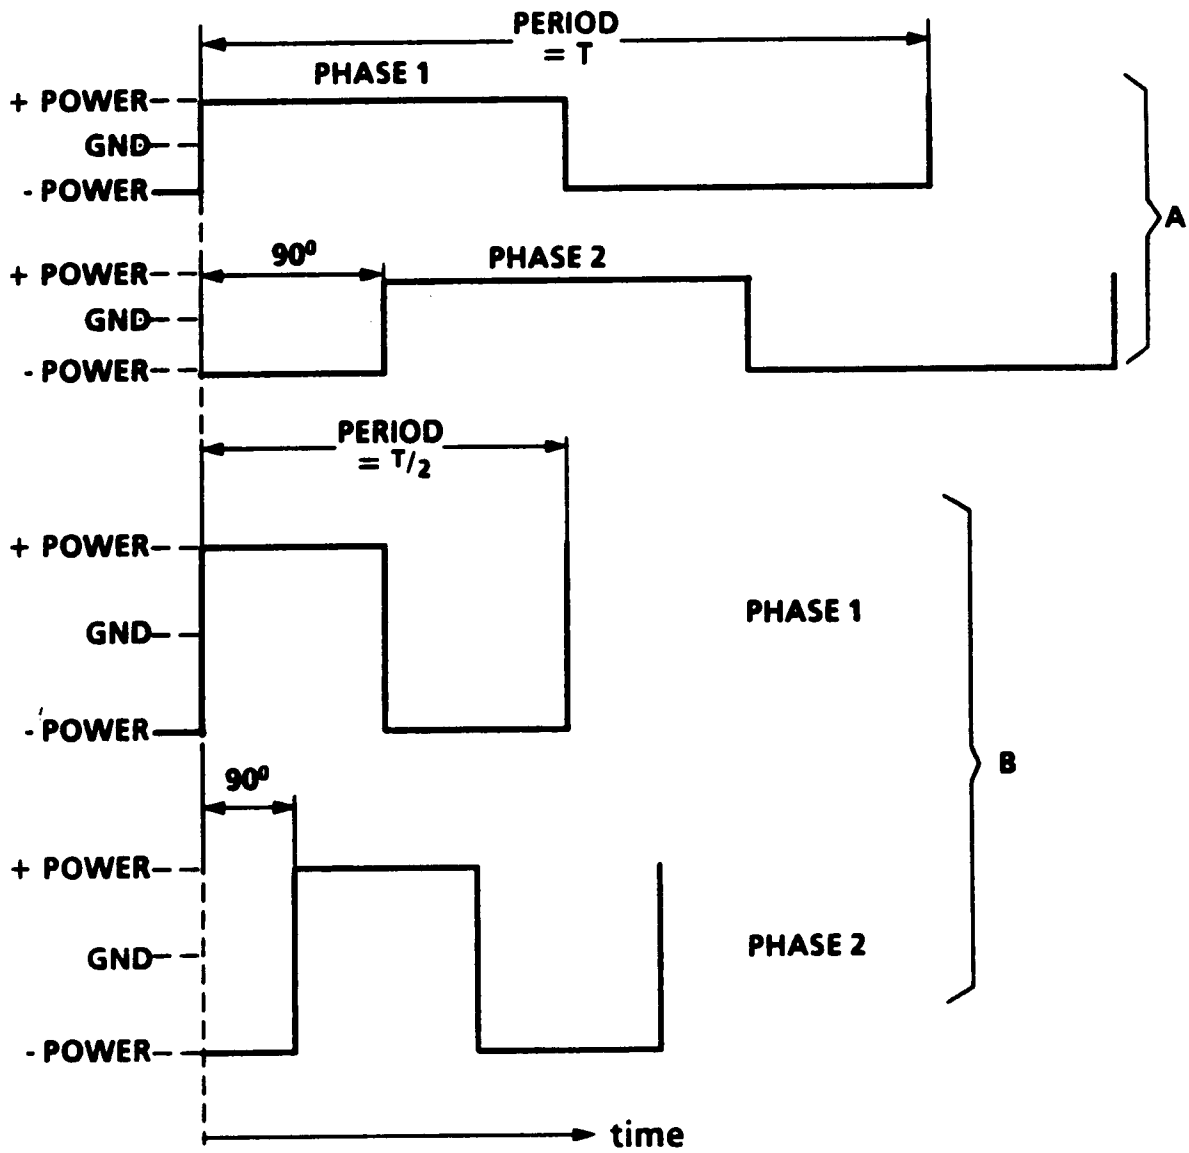 PERIOD
= T
PHASE 1
+ POWER
GND
- POWER
A
90⁰
PHASE 2
+ POWER
GND
- POWER
PERIOD
= T/2
+ POWER
PHASE 1
GND
- POWER
B
90⁰
+ POWER
PHASE 2
GND
- POWER
time